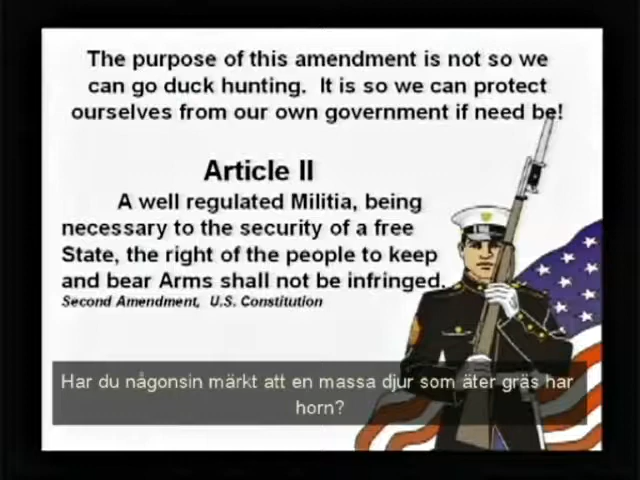 The purpose of this amendment is not so we
can go duck hunting. It is so we can protect
ourselves from our own government if need be!
Article II
A well regulated Militia, being
necessary to the security of a free
State, the right of the people to keep
and bear Arms shall not be infringed.
Second Amendment, U.S. Constitution
Har du någonsin märkt att en massa djur som äter gräs har
horn?